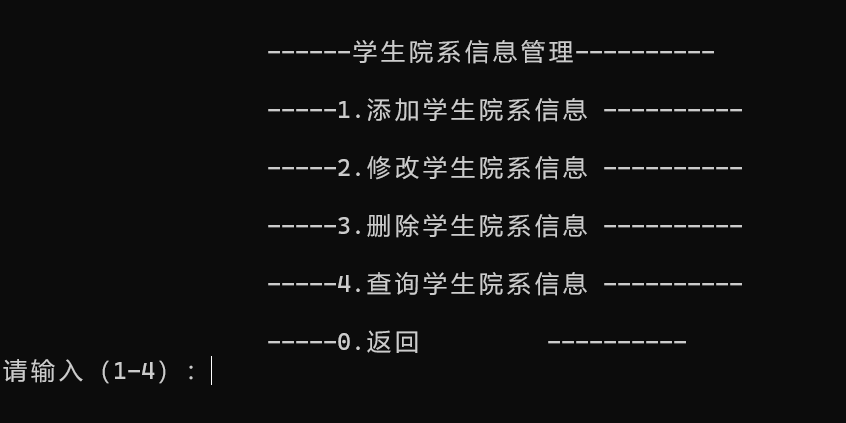 ------学生院系信息管理----------
-----1.添加学生院系信息 ----------
-----2.修改学生院系信息 ----------
-----3.删除学生院系信息 ----------
-----4.查询学生院系信息 ----------
-----0.返回         ----------
请输入（1-4）：